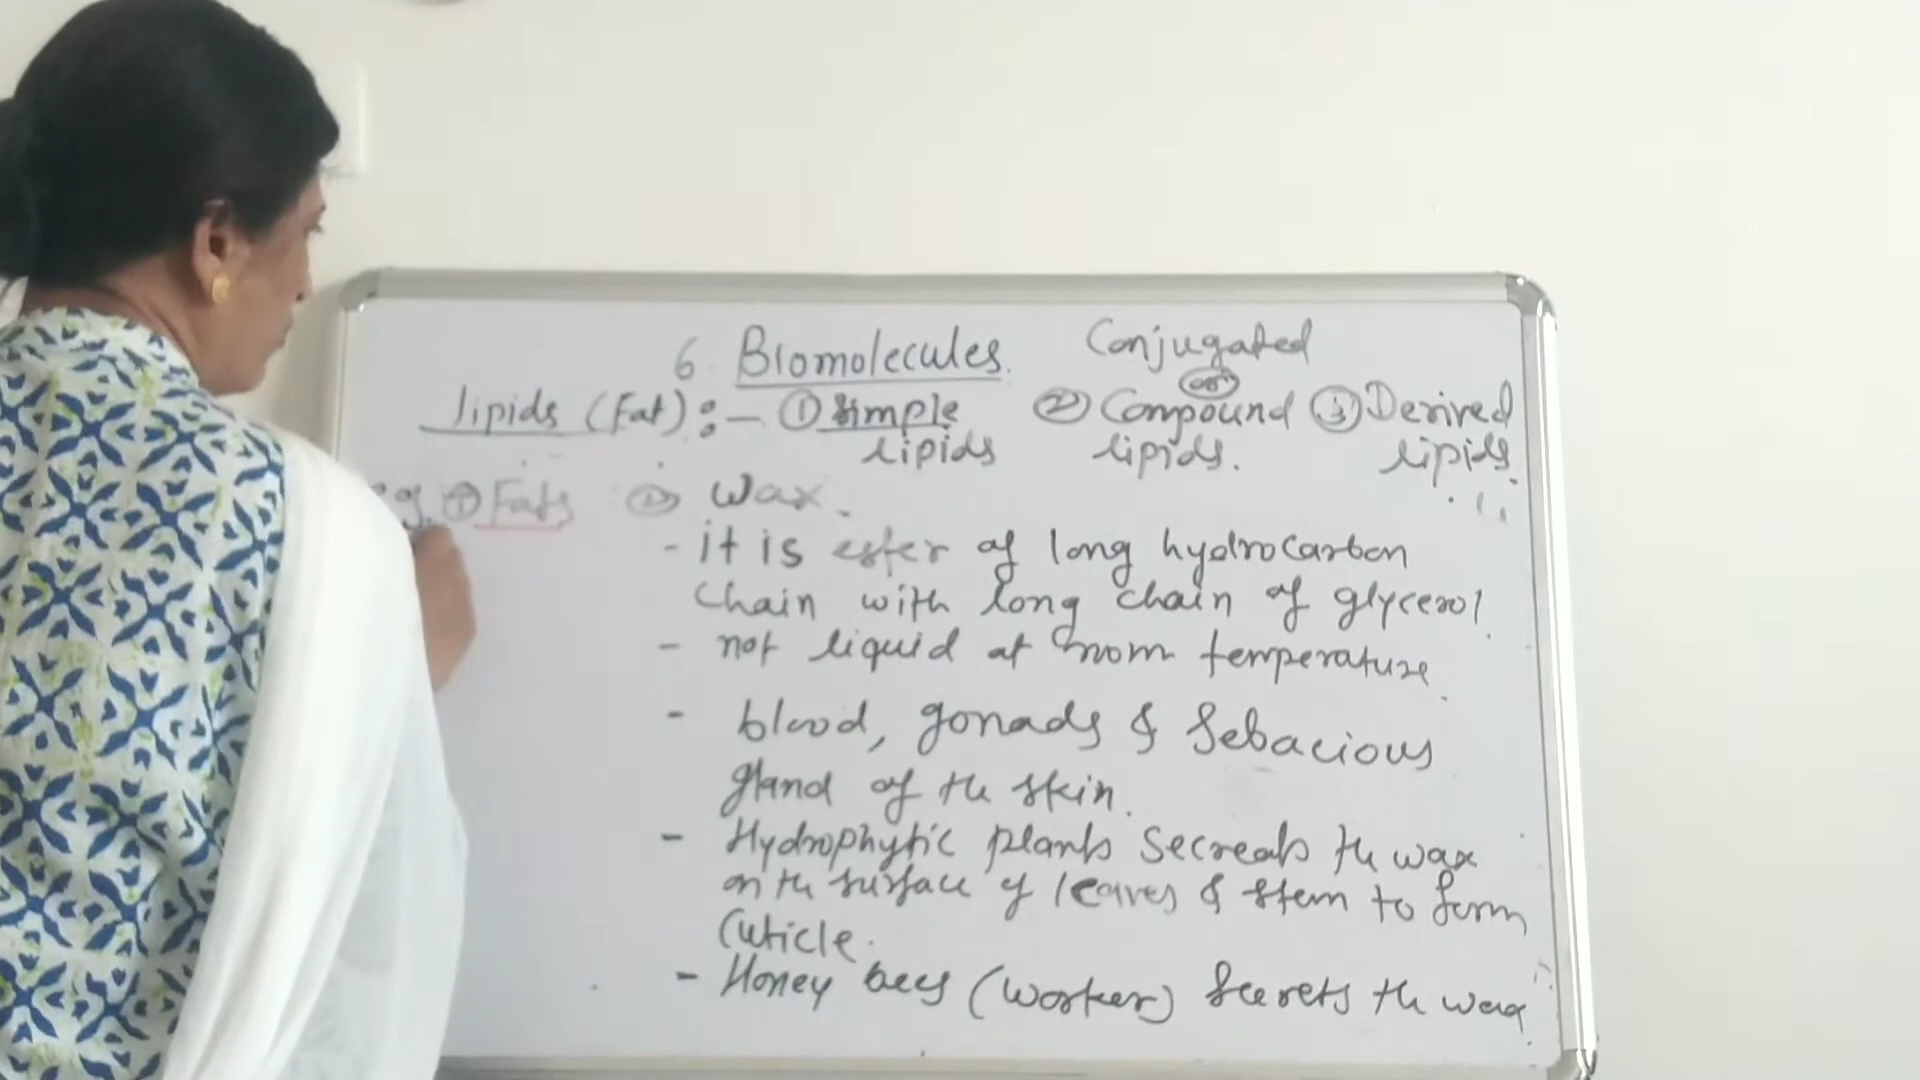 6. Biomolecules.
Conjugated
or
lipids (Fat) :- ① Simple ② Compound ③ Derived
lipids lipids. lipids
eg. ① Fats ② Wax.
- it is ester of long hydrocarbon
chain with long chain of glycerol.
- not liquid at room temperature.
- blood, gonads & Sebacious
gland of the skin.
- Hydrophytic plants Secreats the wax
on the surface of leaves & stem to form
Cuticle.
- Honey bees (Worker) Secrets the wax